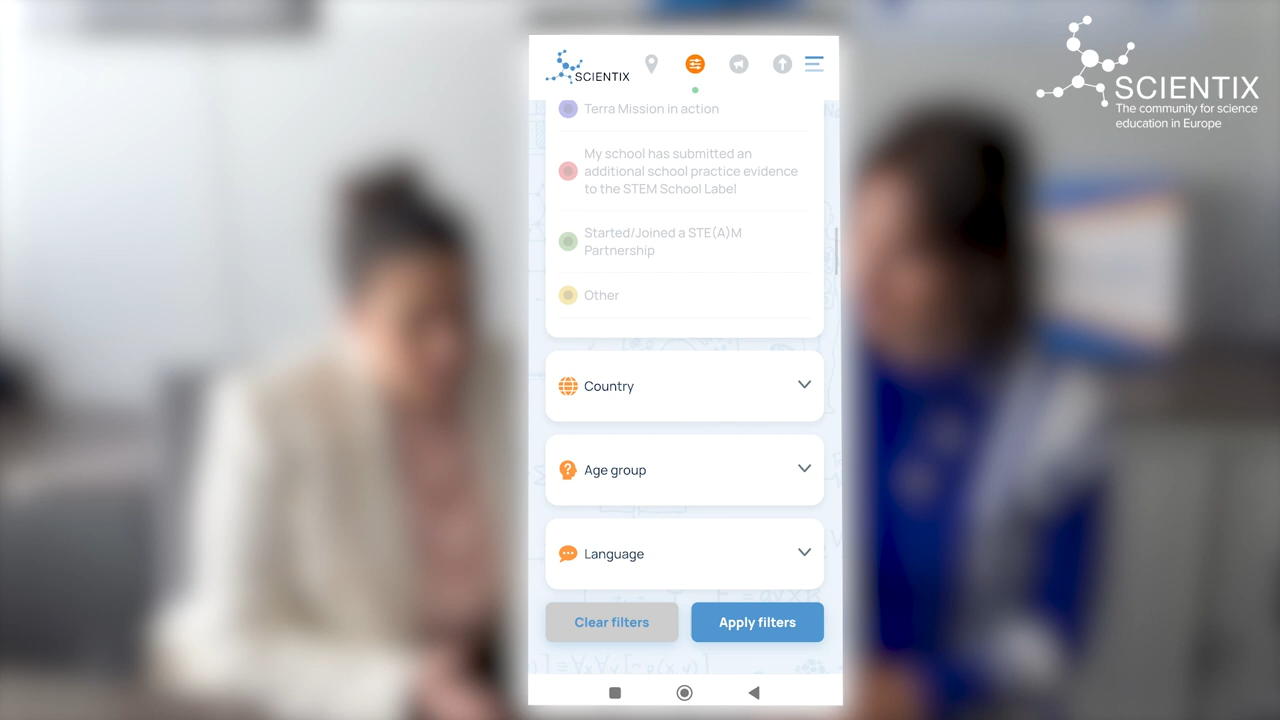 SCIENTIX
Terra Mission in action
My school has submitted an
additional school practice evidence
to the STEM School Label
Started/Joined a STE(A)M
Partnership
Other
Country
Age group
Language
Clear filters
Apply filters
SCIENTIX
The community for science
education in Europe